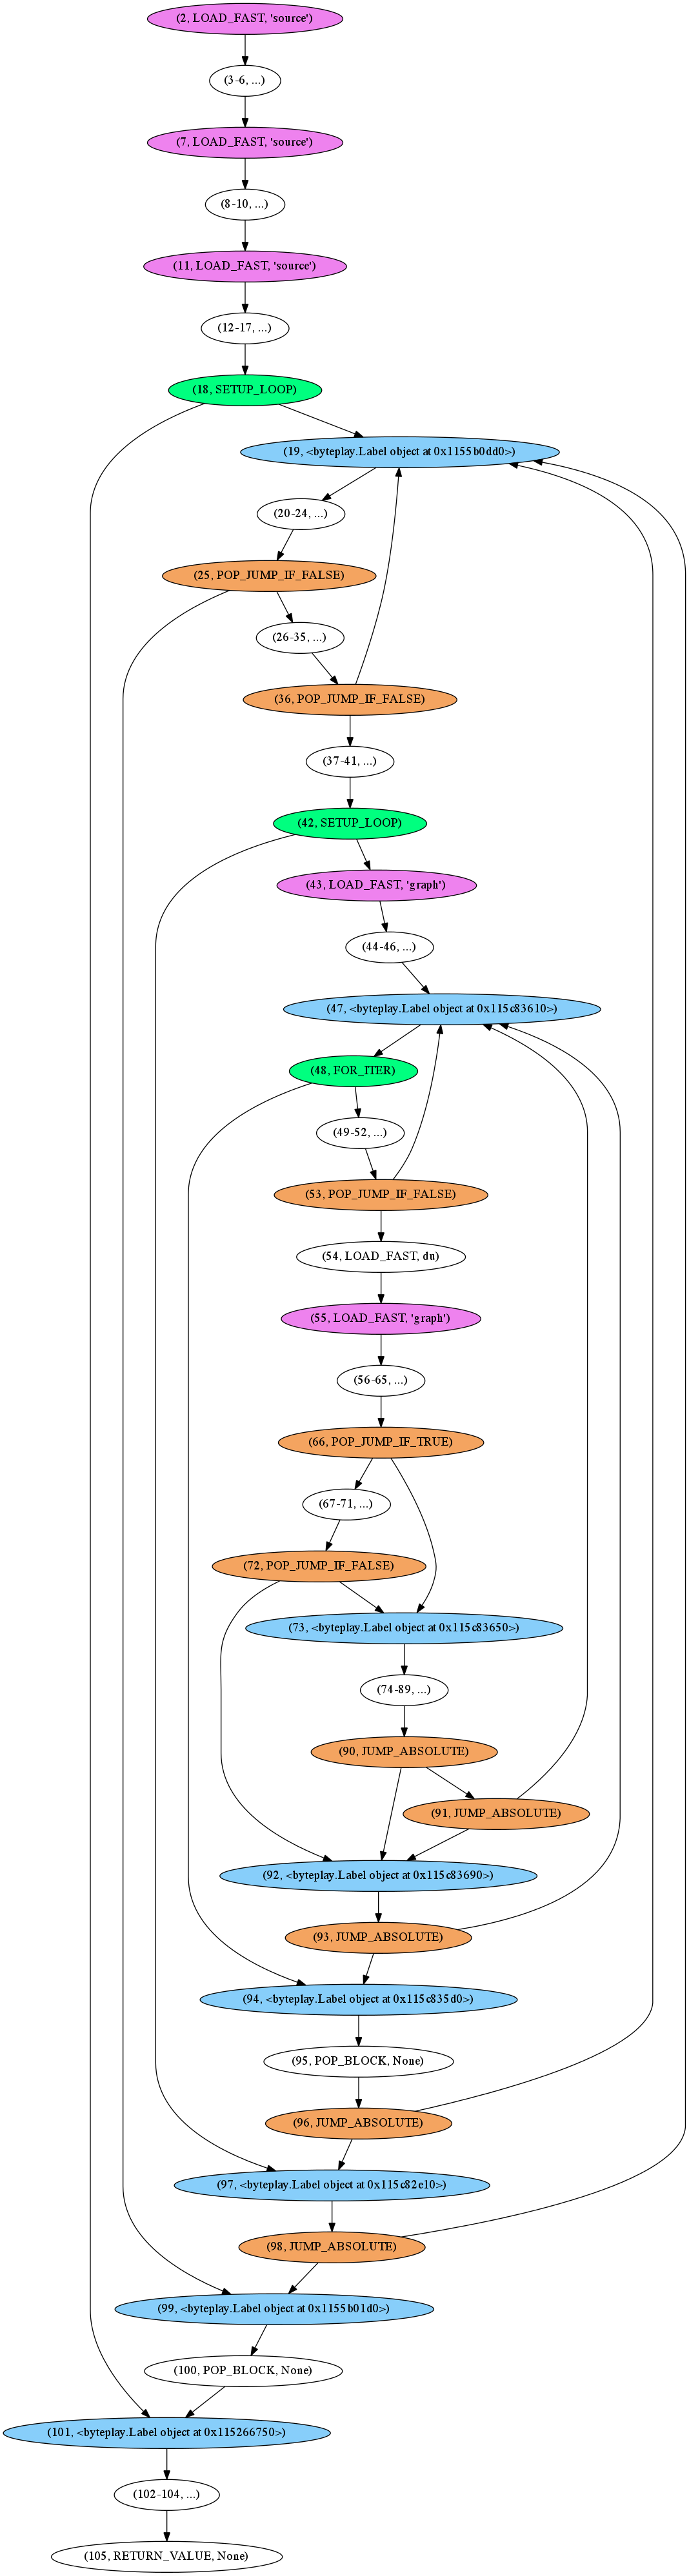 (2, LOAD_FAST, 'source')
(3-6, ...)
(7, LOAD_FAST, 'source')
(8-10, ...)
(11, LOAD_FAST, 'source')
(12-17, ...)
(18, SETUP_LOOP)
(19, <byteplay.Label object at 0x1155b0dd0>)
(20-24, ...)
(25, POP_JUMP_IF_FALSE)
(26-35, ...)
(36, POP_JUMP_IF_FALSE)
(37-41, ...)
(42, SETUP_LOOP)
(43, LOAD_FAST, 'graph')
(44-46, ...)
(47, <byteplay.Label object at 0x115c83610>)
(48, FOR_ITER)
(49-52, ...)
(53, POP_JUMP_IF_FALSE)
(54, LOAD_FAST, du)
(55, LOAD_FAST, 'graph')
(56-65, ...)
(66, POP_JUMP_IF_TRUE)
(67-71, ...)
(72, POP_JUMP_IF_FALSE)
(73, <byteplay.Label object at 0x115c83650>)
(74-89, ...)
(90, JUMP_ABSOLUTE)
(91, JUMP_ABSOLUTE)
(92, <byteplay.Label object at 0x115c83690>)
(93, JUMP_ABSOLUTE)
(94, <byteplay.Label object at 0x115c835d0>)
(95, POP_BLOCK, None)
(96, JUMP_ABSOLUTE)
(97, <byteplay.Label object at 0x115c82e10>)
(98, JUMP_ABSOLUTE)
(99, <byteplay.Label object at 0x1155b01d0>)
(100, POP_BLOCK, None)
(101, <byteplay.Label object at 0x115266750>)
(102-104, ...)
(105, RETURN_VALUE, None)